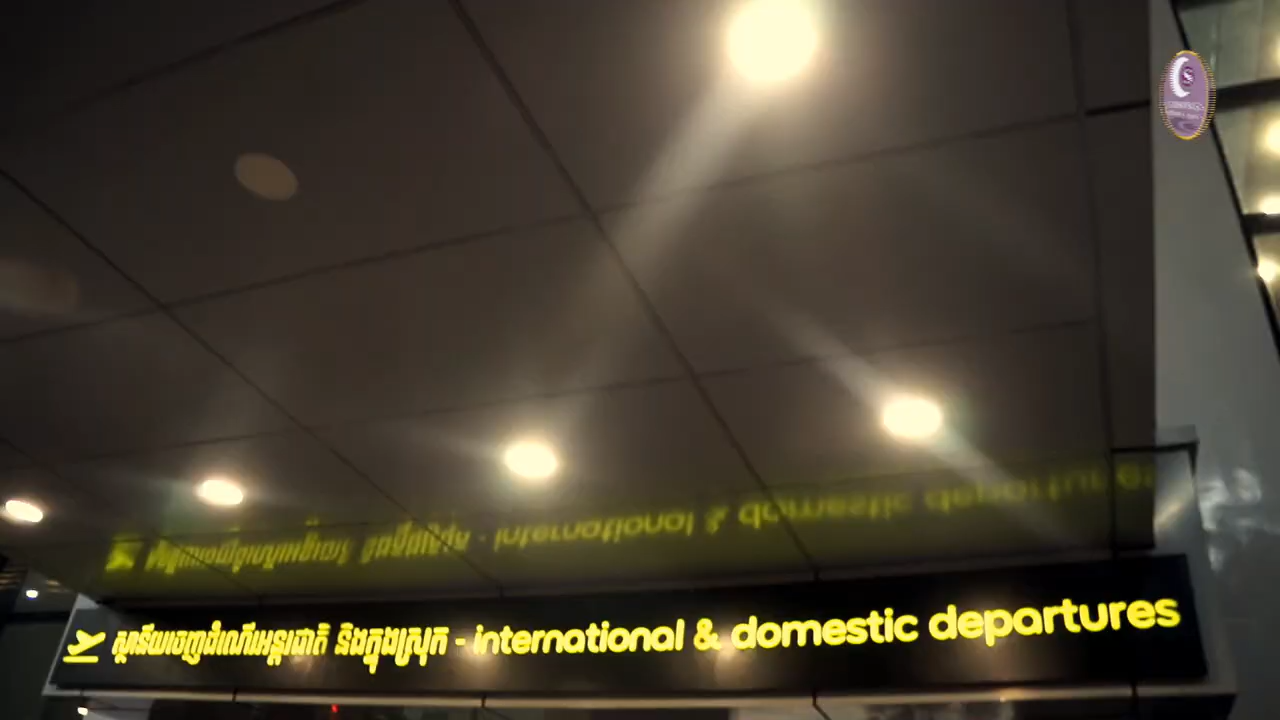 ស្ថានីយចេញដំណើរអន្តរជាតិ និងក្នុងស្រុក - international & domestic departures